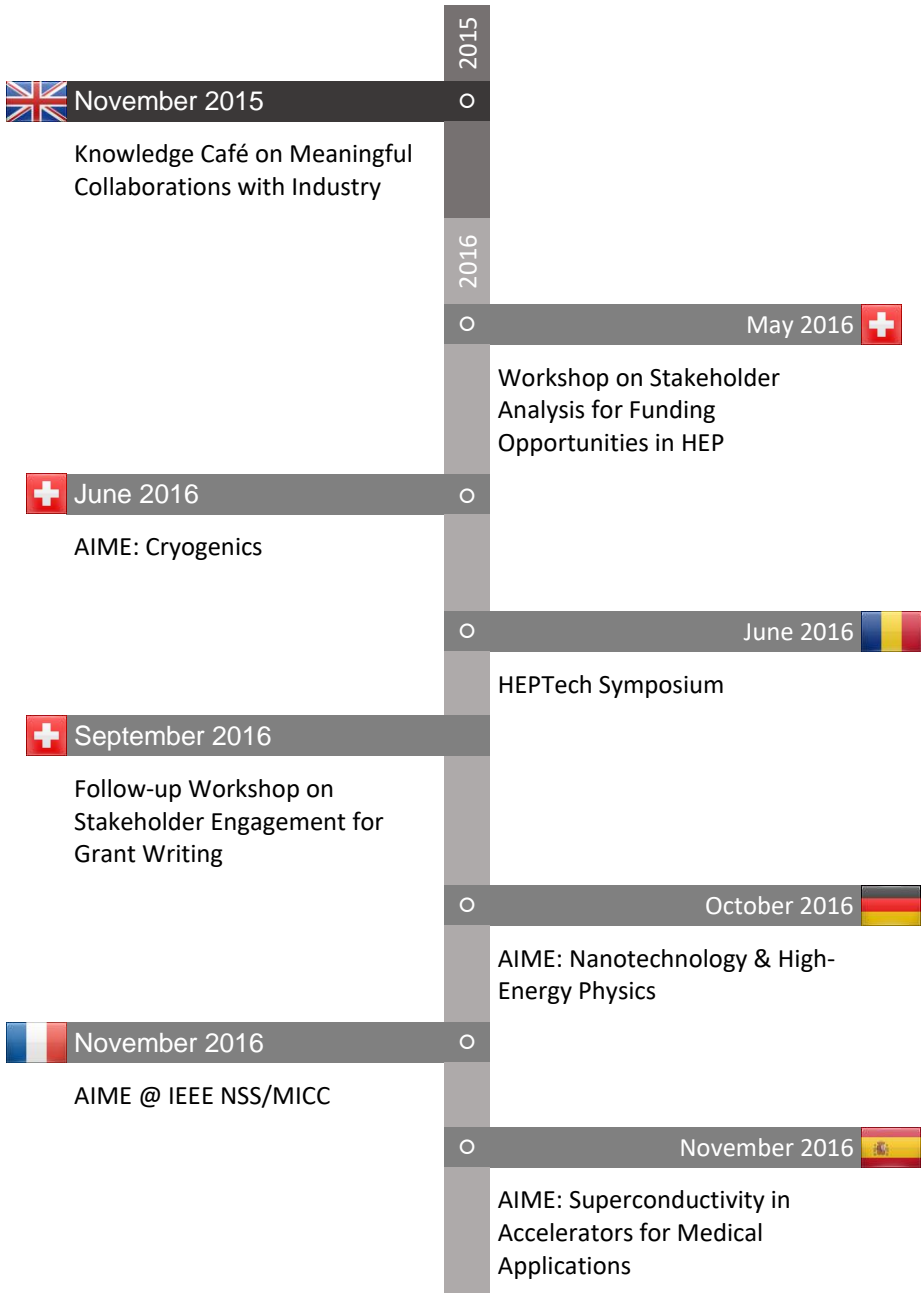 2015
November 2015
Knowledge Café on Meaningful
Collaborations with Industry
2016
May 2016
Workshop on Stakeholder
Analysis for Funding
Opportunities in HEP
June 2016
AIME: Cryogenics
June 2016
HEPTech Symposium
September 2016
Follow-up Workshop on
Stakeholder Engagement for
Grant Writing
October 2016
AIME: Nanotechnology & High-
Energy Physics
November 2016
AIME @ IEEE NSS/MICC
November 2016
AIME: Superconductivity in
Accelerators for Medical
Applications